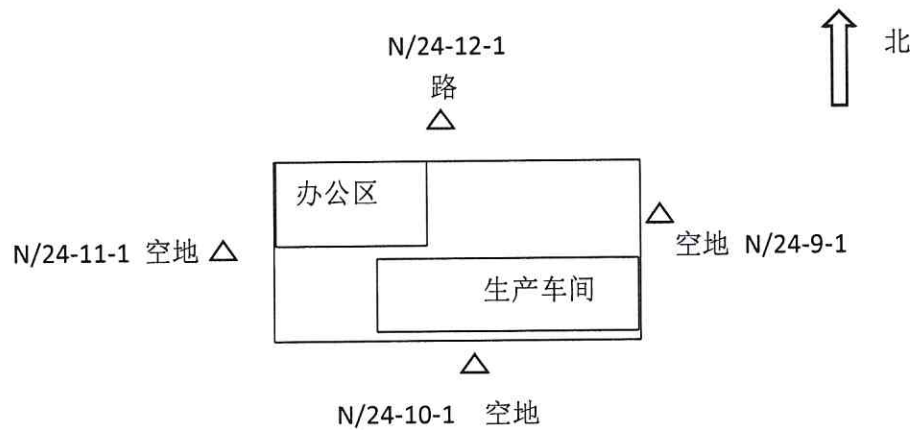 N/24-12-1
北
路
办公区
N/24-11-1 空地
空地 N/24-9-1
生产车间
N/24-10-1 空地